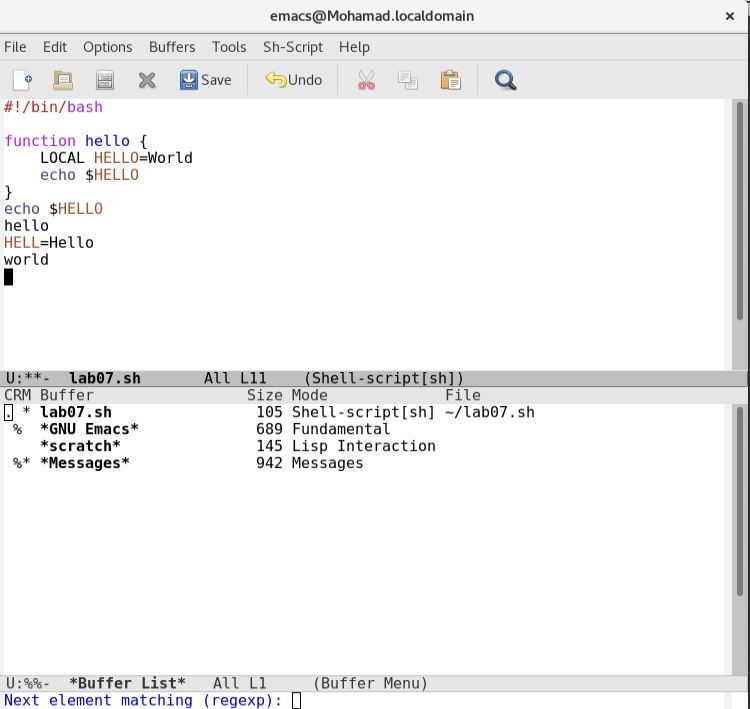 emacs@Mohamad.localdomain ×
File Edit Options Buffers Tools Sh-Script Help
Save Undo
#!/bin/bash
function hello {
    LOCAL HELLO=World
    echo $HELLO
}
echo $HELLO
hello
HELL=Hello
world
U:**-  lab07.sh       All L11    (Shell-script[sh])
CRM Buffer                 Size Mode             File
. * lab07.sh                105 Shell-script[sh] ~/lab07.sh
 %  *GNU Emacs*             689 Fundamental
    *scratch*               145 Lisp Interaction
 %* *Messages*              942 Messages
U:%%-  *Buffer List*   All L1     (Buffer Menu)
Next element matching (regexp):